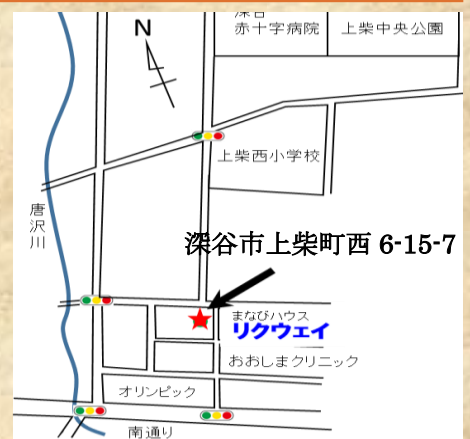 N
深谷
赤十字病院
上柴中央公園
上柴西小学校
唐沢川
深谷市上柴町西 6-15-7
まなびハウス
リクウェイ
おおしまクリニック
オリンピック
南通り